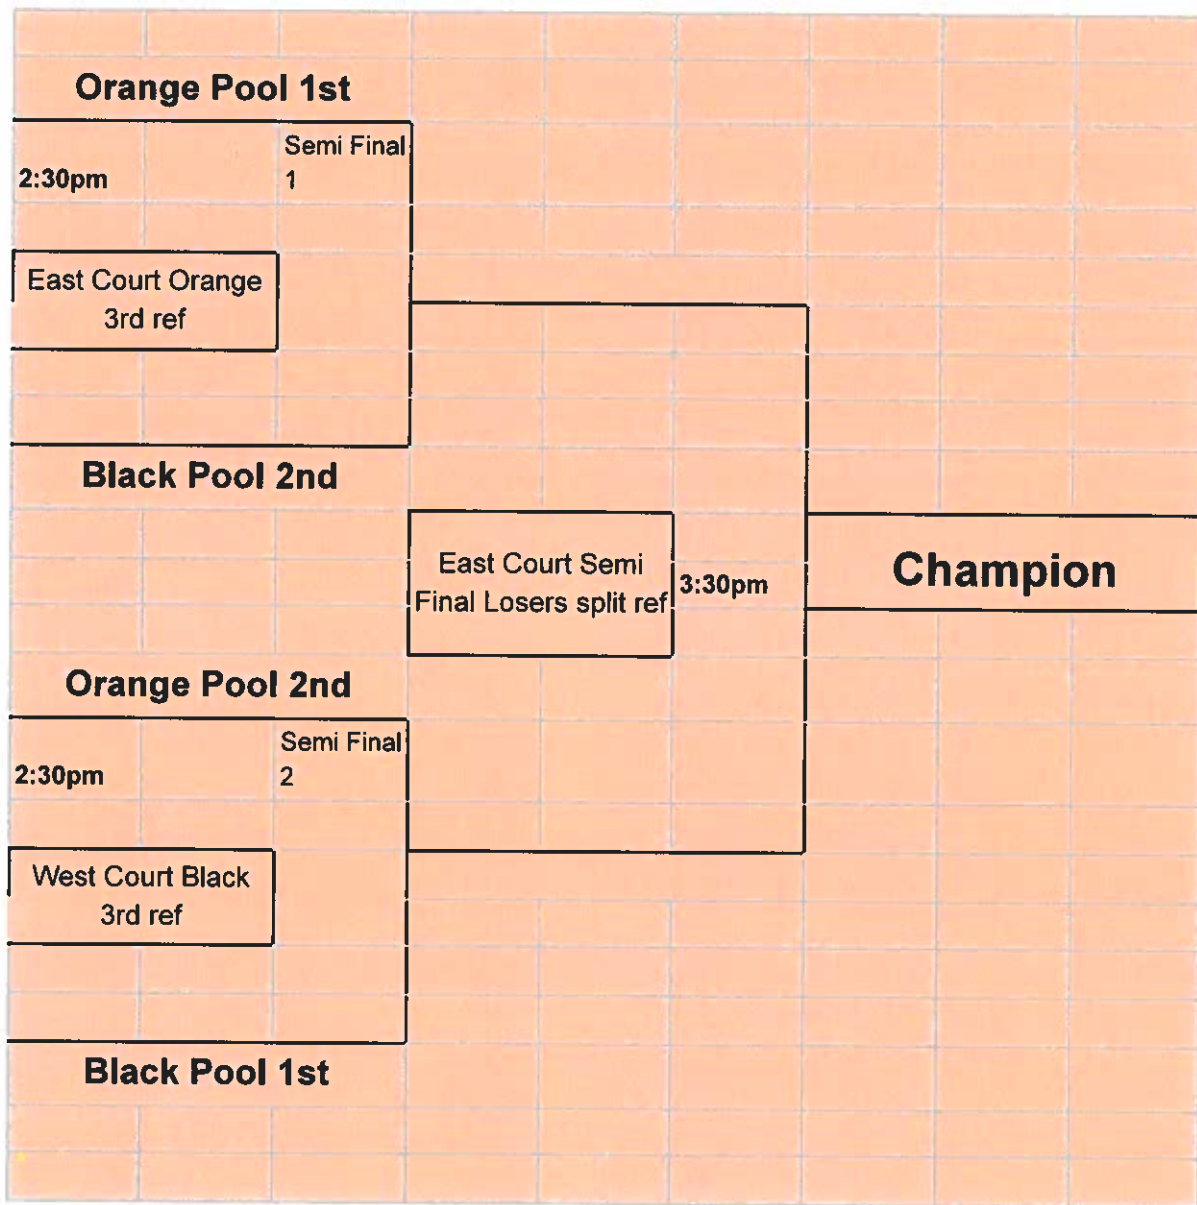 Orange Pool 1st
Semi Final
2:30pm 1
East Court Orange
3rd ref
Black Pool 2nd
East Court Semi
Final Losers split ref
3:30pm
Champion
Orange Pool 2nd
Semi Final
2:30pm 2
West Court Black
3rd ref
Black Pool 1st